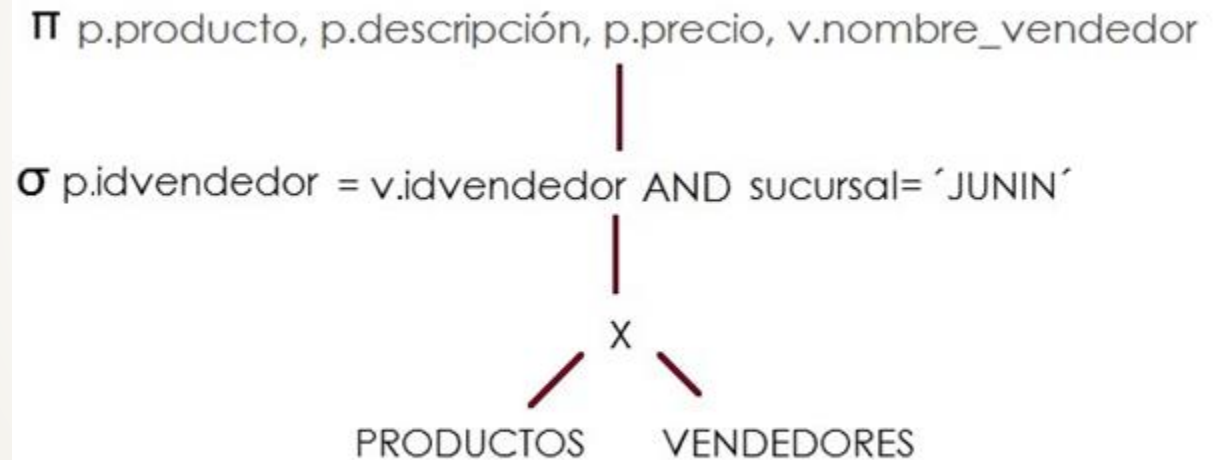 π p.producto, p.descripción, p.precio, v.nombre_vendedor
σ p.idvendedor = v.idvendedor AND sucursal= ´JUNIN´
X
PRODUCTOS VENDEDORES